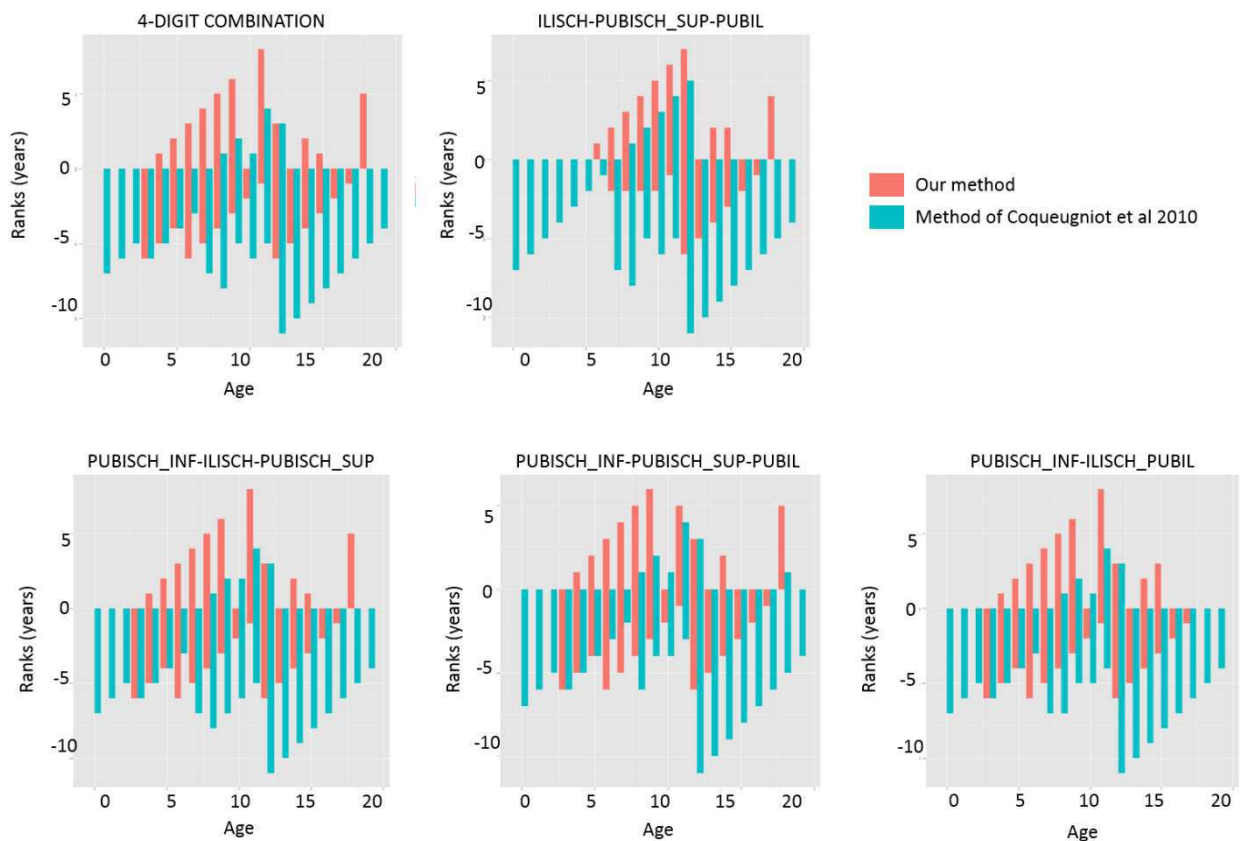 4-DIGIT COMBINATION
ILISCH-PUBISCH_SUP-PUBIL
Ranks (years)
5
0
-5
-10
0 5 10 15 20
Age
Ranks (years)
5
0
-5
-10
0 5 10 15 20
Age
Our method
Method of Coqueugniot et al 2010
PUBISCH_INF-ILISCH-PUBISCH_SUP
PUBISCH_INF-PUBISCH_SUP-PUBIL
PUBISCH_INF-ILISCH_PUBIL
Ranks (years)
5
0
-5
-10
0 5 10 15 20
Age
Ranks (years)
5
0
-5
-10
0 5 10 15 20
Age
Ranks (years)
5
0
-5
-10
0 5 10 15 20
Age